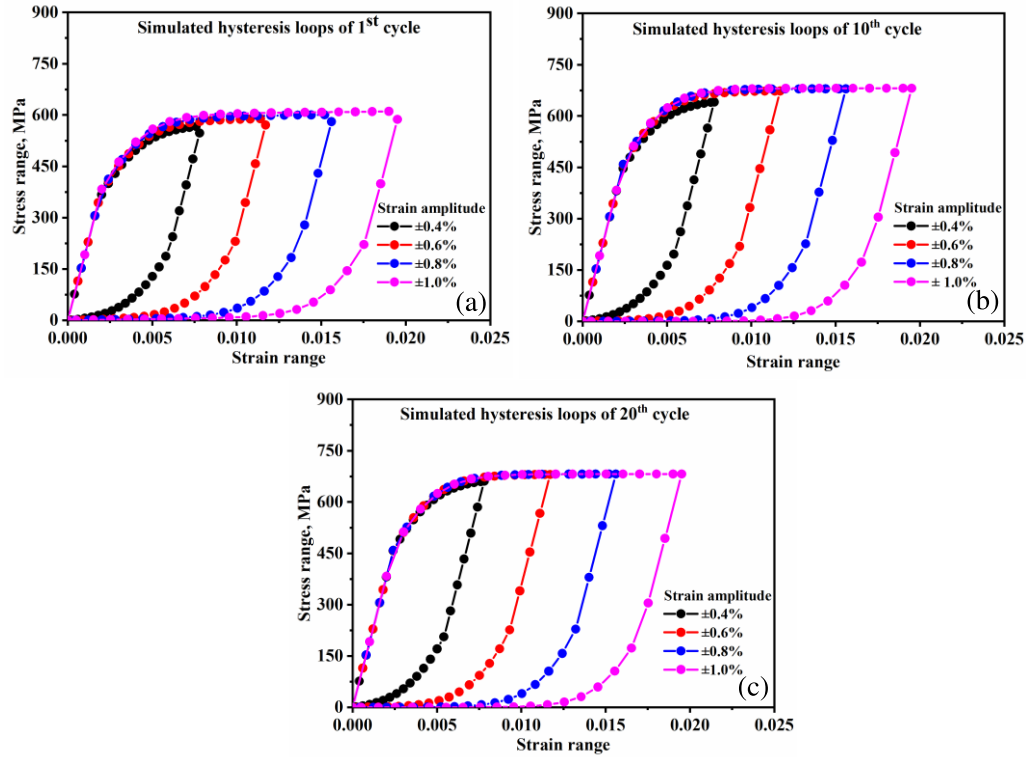 Simulated hysteresis loops of 1st cycle
900
750
600
450
300
150
0
Stress range, MPa
Strain amplitude
±0.4%
±0.6%
±0.8%
±1.0%
(a)
0.000 0.005 0.010 0.015 0.020 0.025
Strain range
Simulated hysteresis loops of 10th cycle
900
750
600
450
300
150
0
Stress range, MPa
Strain amplitude
±0.4%
±0.6%
±0.8%
± 1.0%
(b)
0.000 0.005 0.010 0.015 0.020 0.025
Strain range
Simulated hysteresis loops of 20th cycle
900
750
600
450
300
150
0
Stress range, MPa
Strain amplitude
±0.4%
±0.6%
±0.8%
±1.0%
(c)
0.000 0.005 0.010 0.015 0.020 0.025
Strain range